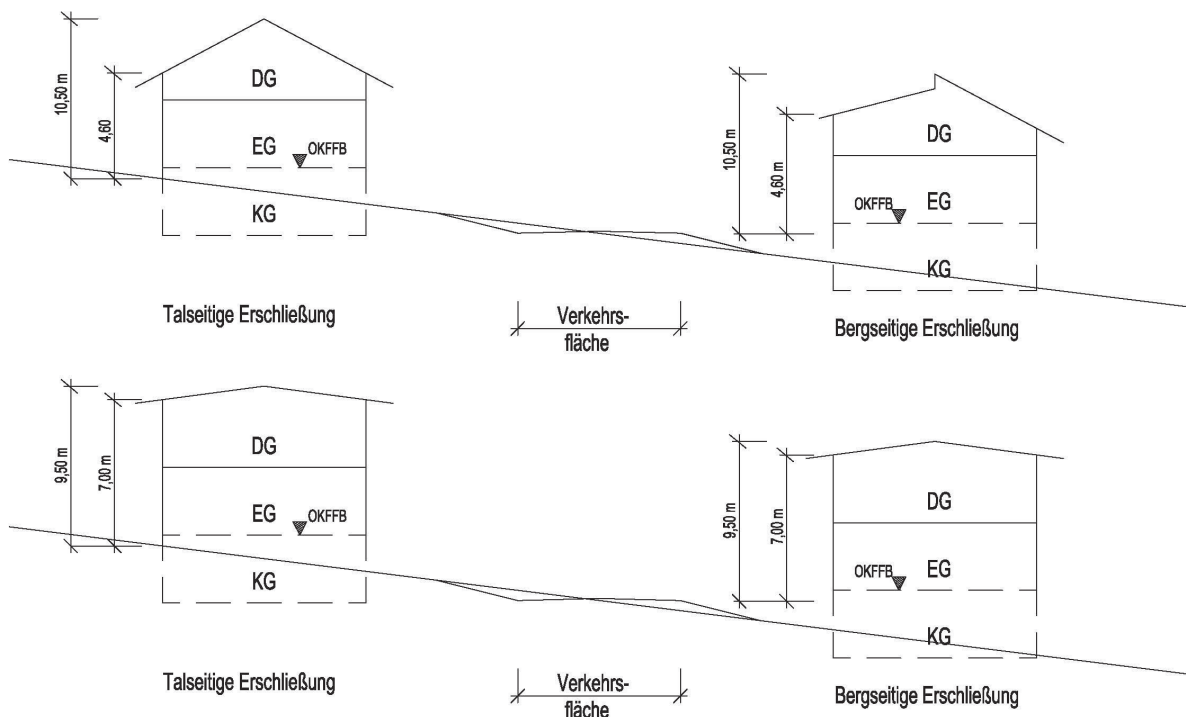 DG
10,50 m
4,60
EG
OKFFB
KG
Talseitige Erschließung
Verkehrs-
fläche
DG
10,50 m
4,60 m
OKFFB
EG
KG
Bergseitige Erschließung
DG
9,50 m
7,00 m
EG
OKFFB
KG
Talseitige Erschließung
Verkehrs-
fläche
DG
9,50 m
7,00 m
OKFFB
EG
KG
Bergseitige Erschließung